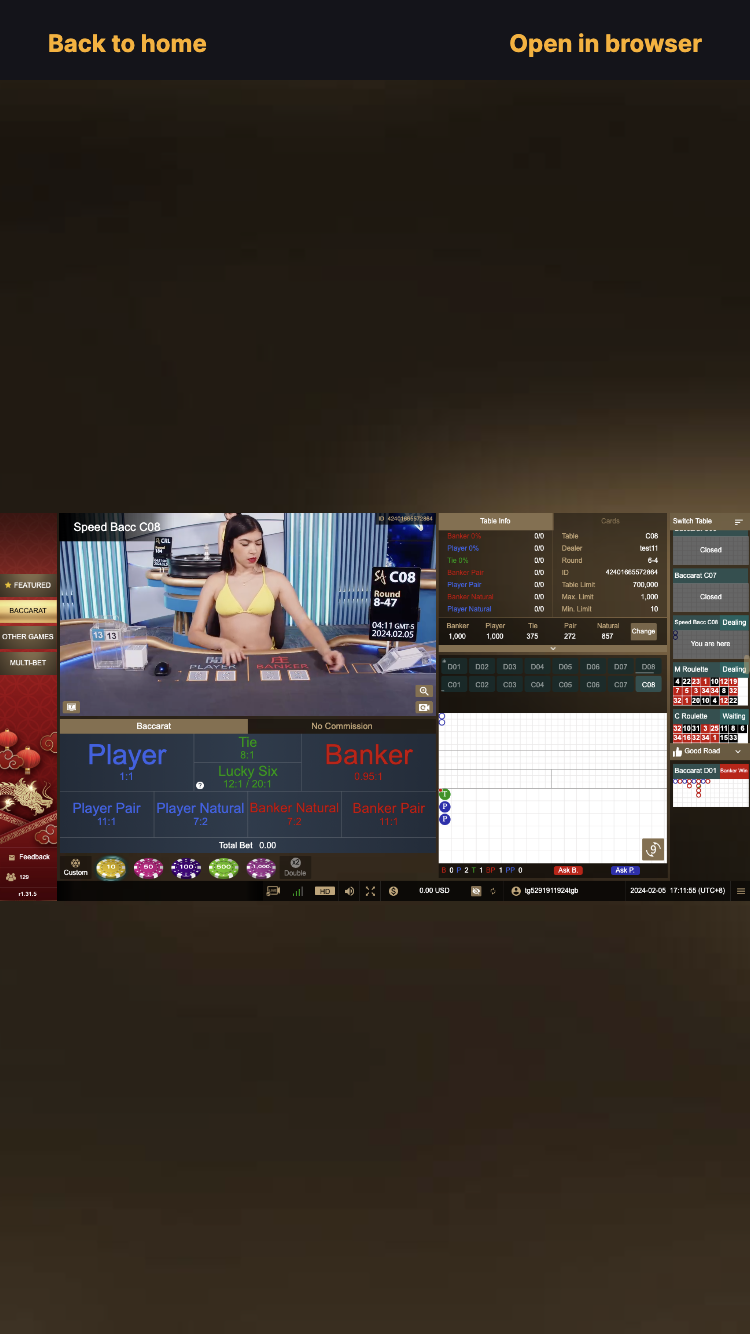 Back to home
Open in browser
Speed Bacc C08
ID 42401665572864
C08
Round
8-47
04:11 GMT-5
2024.02.05
13 13
PLAYER
BANKER
FEATURED
BACCARAT
OTHER GAMES
MULTI-BET
Feedback
129
r1.31.5
Baccarat
No Commission
Player
1:1
Tie
8:1
Lucky Six
12:1 / 20:1
?
Banker
0.95:1
Player Pair
11:1
Player Natural
7:2
Banker Natural
7:2
Banker Pair
11:1
Total Bet 0.00
Custom
10
50
100
500
1,000
x2
Double
Table Info
Cards
Banker 0% 0/0
Player 0% 0/0
Tie 0% 0/0
Banker Pair 0/0
Player Pair 0/0
Banker Natural 0/0
Player Natural 0/0
Table C08
Dealer test11
Round 6-4
ID 42401665572864
Table Limit 700,000
Max. Limit 1,000
Min. Limit 10
Banker Player Tie Pair Natural
1,000 1,000 375 272 857
Change
D01 D02 D03 D04 D05 D06 D07 D08
C01 C02 C03 C04 C05 C06 C07 C08
T
P
P
B 0 P 2 T 1 BP 1 PP 0
Ask B.
Ask P.
Switch Table
Closed
Baccarat C07
Closed
Speed Bacc C08 Dealing
You are here
M Roulette Dealing
4 22 23 1 10 12 19
7 5 3 34 34 8 32
32 1 20 10 4 2
C Roulette Waiting
32 10 31 3 25 11 8 6
34 16 32 34 1 15 33
Good Road
Baccarat D01 Banker Win
HD
0.00 USD
tg5291911924tgb
2024-02-05 17:11:55 (UTC+8)